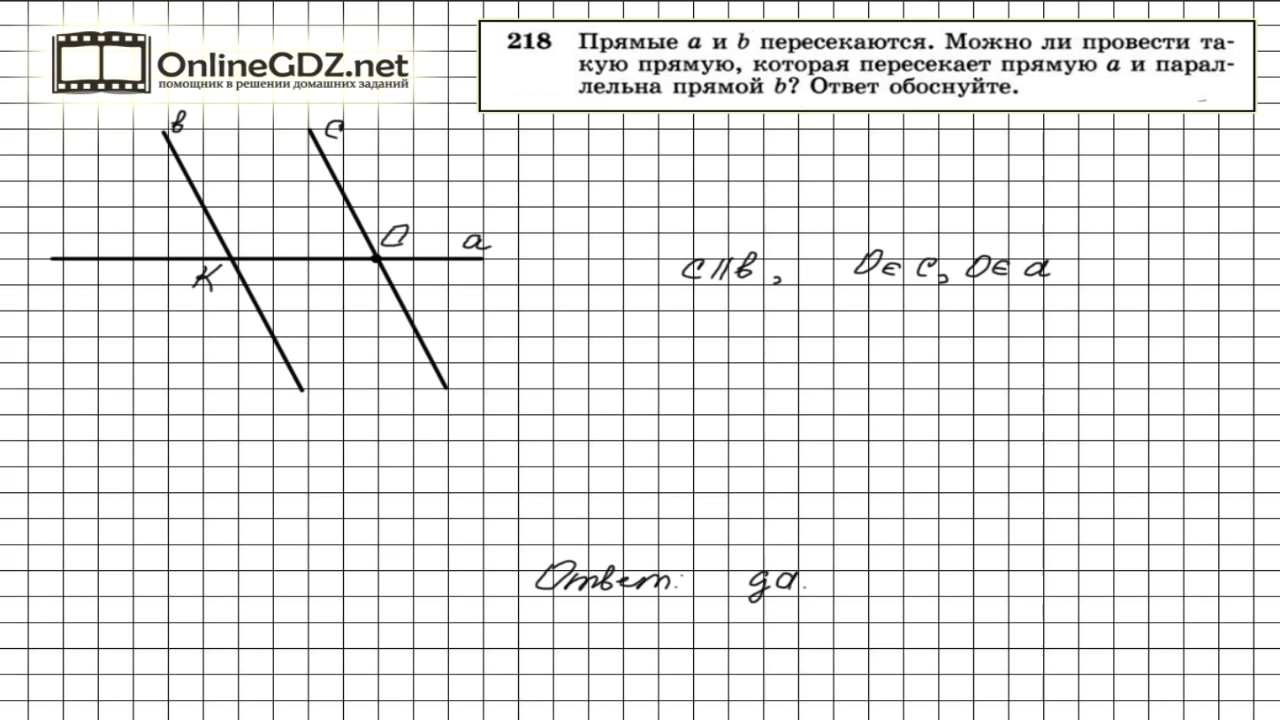 OnlineGDZ.net
помощник в решении домашних заданий
218 Прямые a и b пересекаются. Можно ли провести та-
кую прямую, которая пересекает прямую a и парал-
лельна прямой b? Ответ обоснуйте.
в
c
D
a
K
c || в, D ∈ c, D ∈ a
Ответ: да.